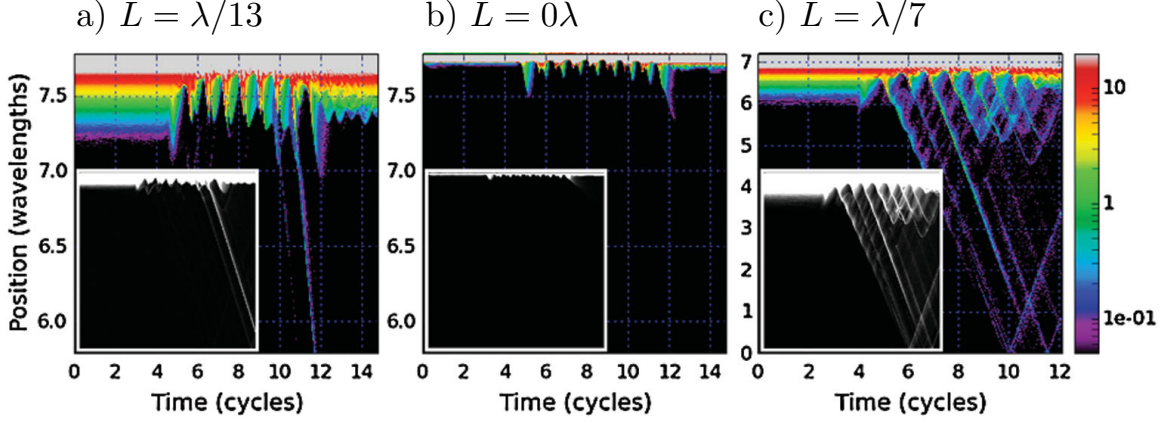 a) L = λ/13
b) L = 0λ
c) L = λ/7
Position (wavelengths)
7.5
7.0
6.5
6.0
0 2 4 6 8 10 12 14
Time (cycles)
7.5
7.0
6.5
6.0
0 2 4 6 8 10 12 14
Time (cycles)
7
6
5
4
3
2
1
0
0 2 4 6 8 10 12
Time (cycles)
10
1
1e-01